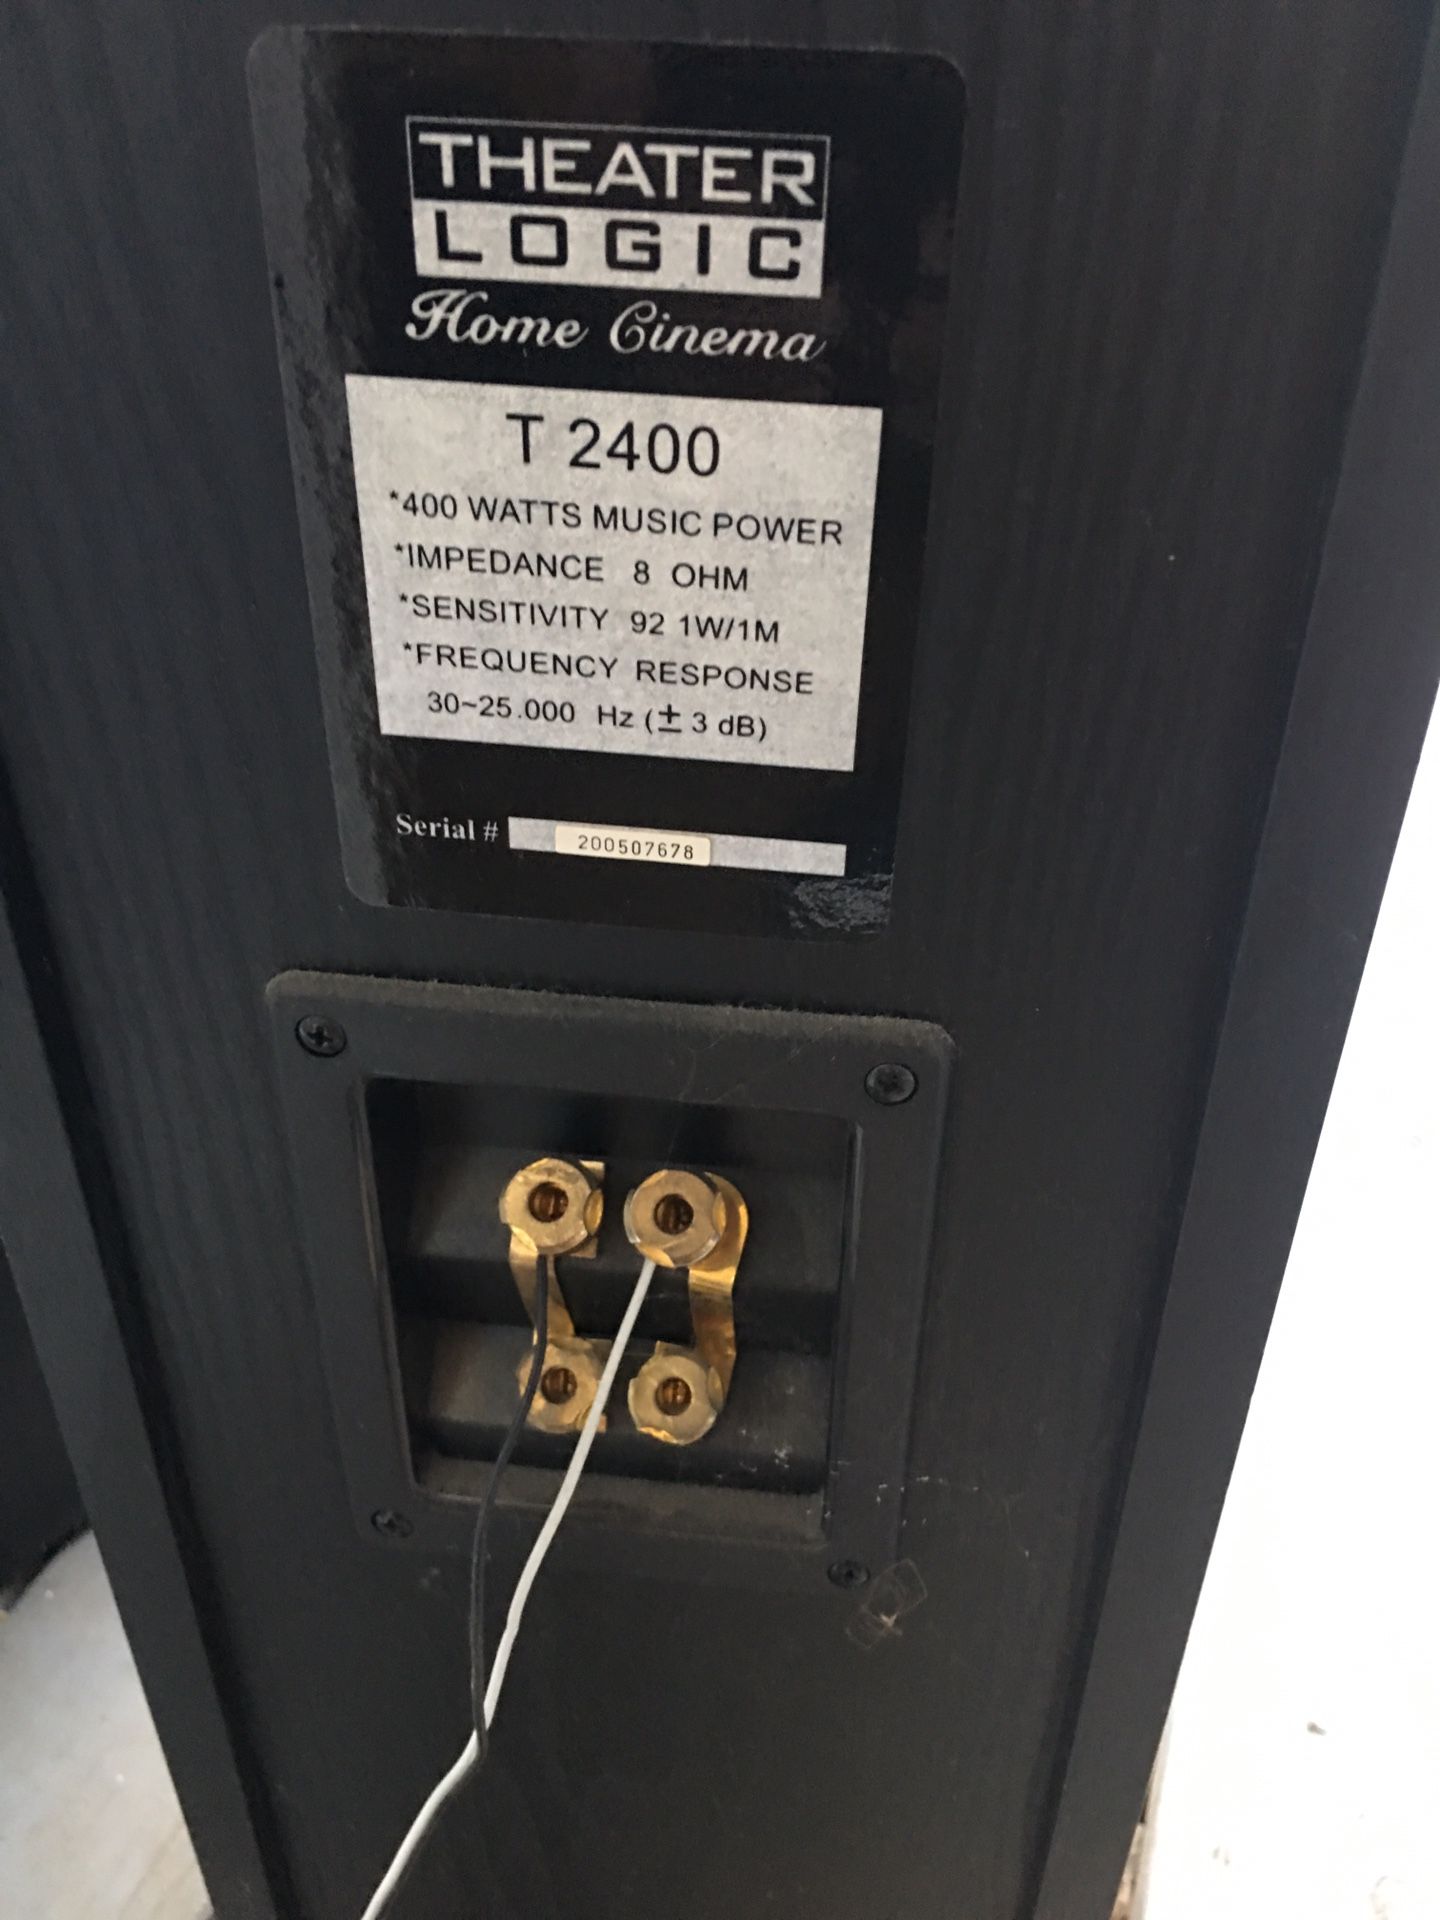 THEATER
LOGIC
Home Cinema
T 2400
*400 WATTS MUSIC POWER
*IMPEDANCE 8 OHM
*SENSITIVITY 92 1W/1M
*FREQUENCY RESPONSE
30~25.000 Hz (± 3 dB)
Serial # 200507678